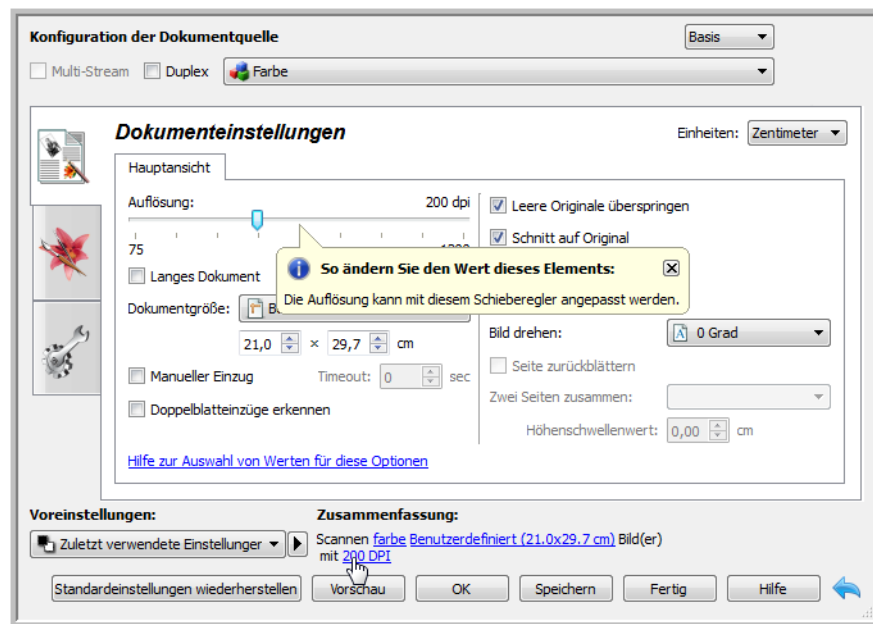 Konfiguration der Dokumentquelle
Basis
Multi-Stream Duplex Farbe
Dokumenteinstellungen
Einheiten: Zentimeter
Hauptansicht
Auflösung: 200 dpi
75
Langes Dokument
Dokumentgröße:
21,0 × 29,7 cm
Manueller Einzug Timeout: 0 sec
Doppelblatteinzüge erkennen
Hilfe zur Auswahl von Werten für diese Optionen
Leere Originale überspringen
Schnitt auf Original
So ändern Sie den Wert dieses Elements:
Die Auflösung kann mit diesem Schieberegler angepasst werden.
Bild drehen: A 0 Grad
Seite zurückblättern
Zwei Seiten zusammen:
Höhenschwellenwert: 0,00 cm
Voreinstellungen:
Zuletzt verwendete Einstellunger
Zusammenfassung:
Scannen farbe Benutzerdefiniert (21.0x29.7 cm) Bild(er)
mit 200 DPI
Standardeinstellungen wiederherstellen Vorschau OK Speichern Fertig Hilfe